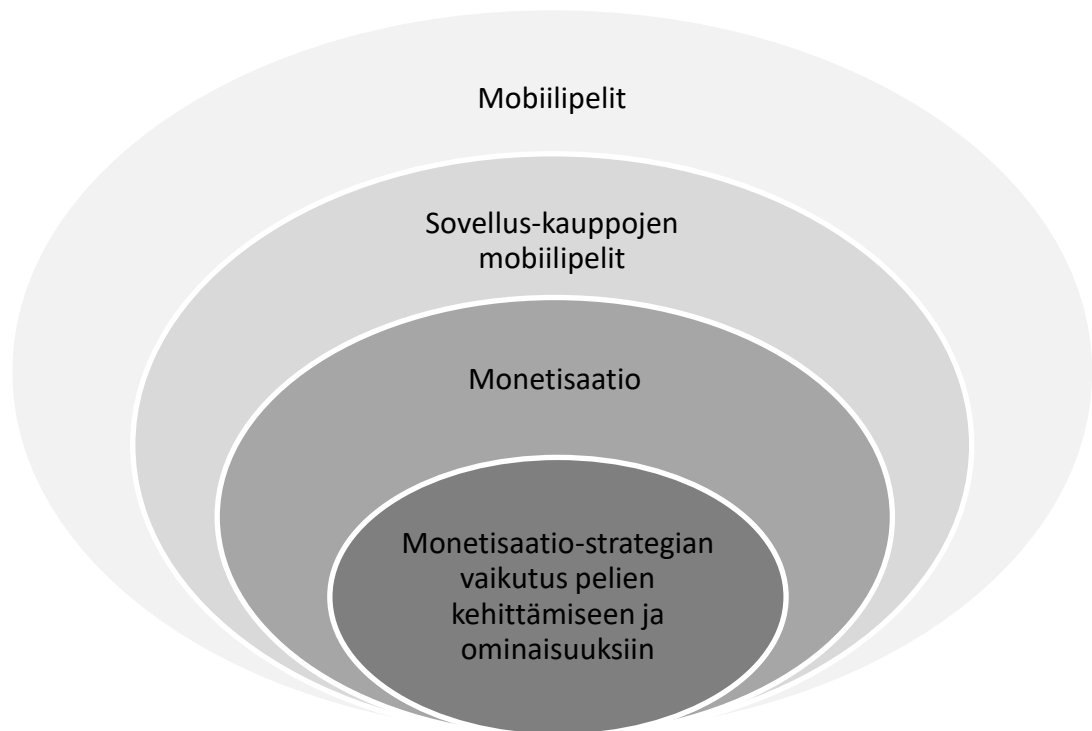 Mobiilipelit
Sovellus-kauppojen
mobiilipelit
Monetisaatio
Monetisaatio-strategian
vaikutus pelien
kehittämiseen ja
ominaisuuksiin